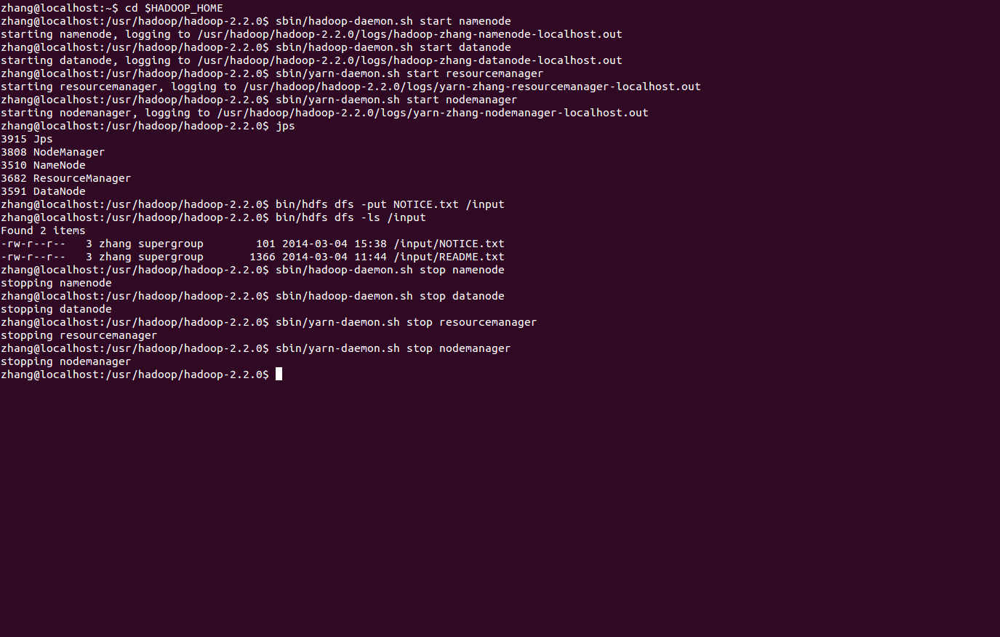 zhang@localhost:~$ cd $HADOOP_HOME
zhang@localhost:/usr/hadoop/hadoop-2.2.0$ sbin/hadoop-daemon.sh start namenode
starting namenode, logging to /usr/hadoop/hadoop-2.2.0/logs/hadoop-zhang-namenode-localhost.out
zhang@localhost:/usr/hadoop/hadoop-2.2.0$ sbin/hadoop-daemon.sh start datanode
starting datanode, logging to /usr/hadoop/hadoop-2.2.0/logs/hadoop-zhang-datanode-localhost.out
zhang@localhost:/usr/hadoop/hadoop-2.2.0$ sbin/yarn-daemon.sh start resourcemanager
starting resourcemanager, logging to /usr/hadoop/hadoop-2.2.0/logs/yarn-zhang-resourcemanager-localhost.out
zhang@localhost:/usr/hadoop/hadoop-2.2.0$ sbin/yarn-daemon.sh start nodemanager
starting nodemanager, logging to /usr/hadoop/hadoop-2.2.0/logs/yarn-zhang-nodemanager-localhost.out
zhang@localhost:/usr/hadoop/hadoop-2.2.0$ jps
3915 Jps
3808 NodeManager
3510 NameNode
3682 ResourceManager
3591 DataNode
zhang@localhost:/usr/hadoop/hadoop-2.2.0$ bin/hdfs dfs -put NOTICE.txt /input
zhang@localhost:/usr/hadoop/hadoop-2.2.0$ bin/hdfs dfs -ls /input
Found 2 items
-rw-r--r--   3 zhang supergroup        101 2014-03-04 15:38 /input/NOTICE.txt
-rw-r--r--   3 zhang supergroup       1366 2014-03-04 11:44 /input/README.txt
zhang@localhost:/usr/hadoop/hadoop-2.2.0$ sbin/hadoop-daemon.sh stop namenode
stopping namenode
zhang@localhost:/usr/hadoop/hadoop-2.2.0$ sbin/hadoop-daemon.sh stop datanode
stopping datanode
zhang@localhost:/usr/hadoop/hadoop-2.2.0$ sbin/yarn-daemon.sh stop resourcemanager
stopping resourcemanager
zhang@localhost:/usr/hadoop/hadoop-2.2.0$ sbin/yarn-daemon.sh stop nodemanager
stopping nodemanager
zhang@localhost:/usr/hadoop/hadoop-2.2.0$